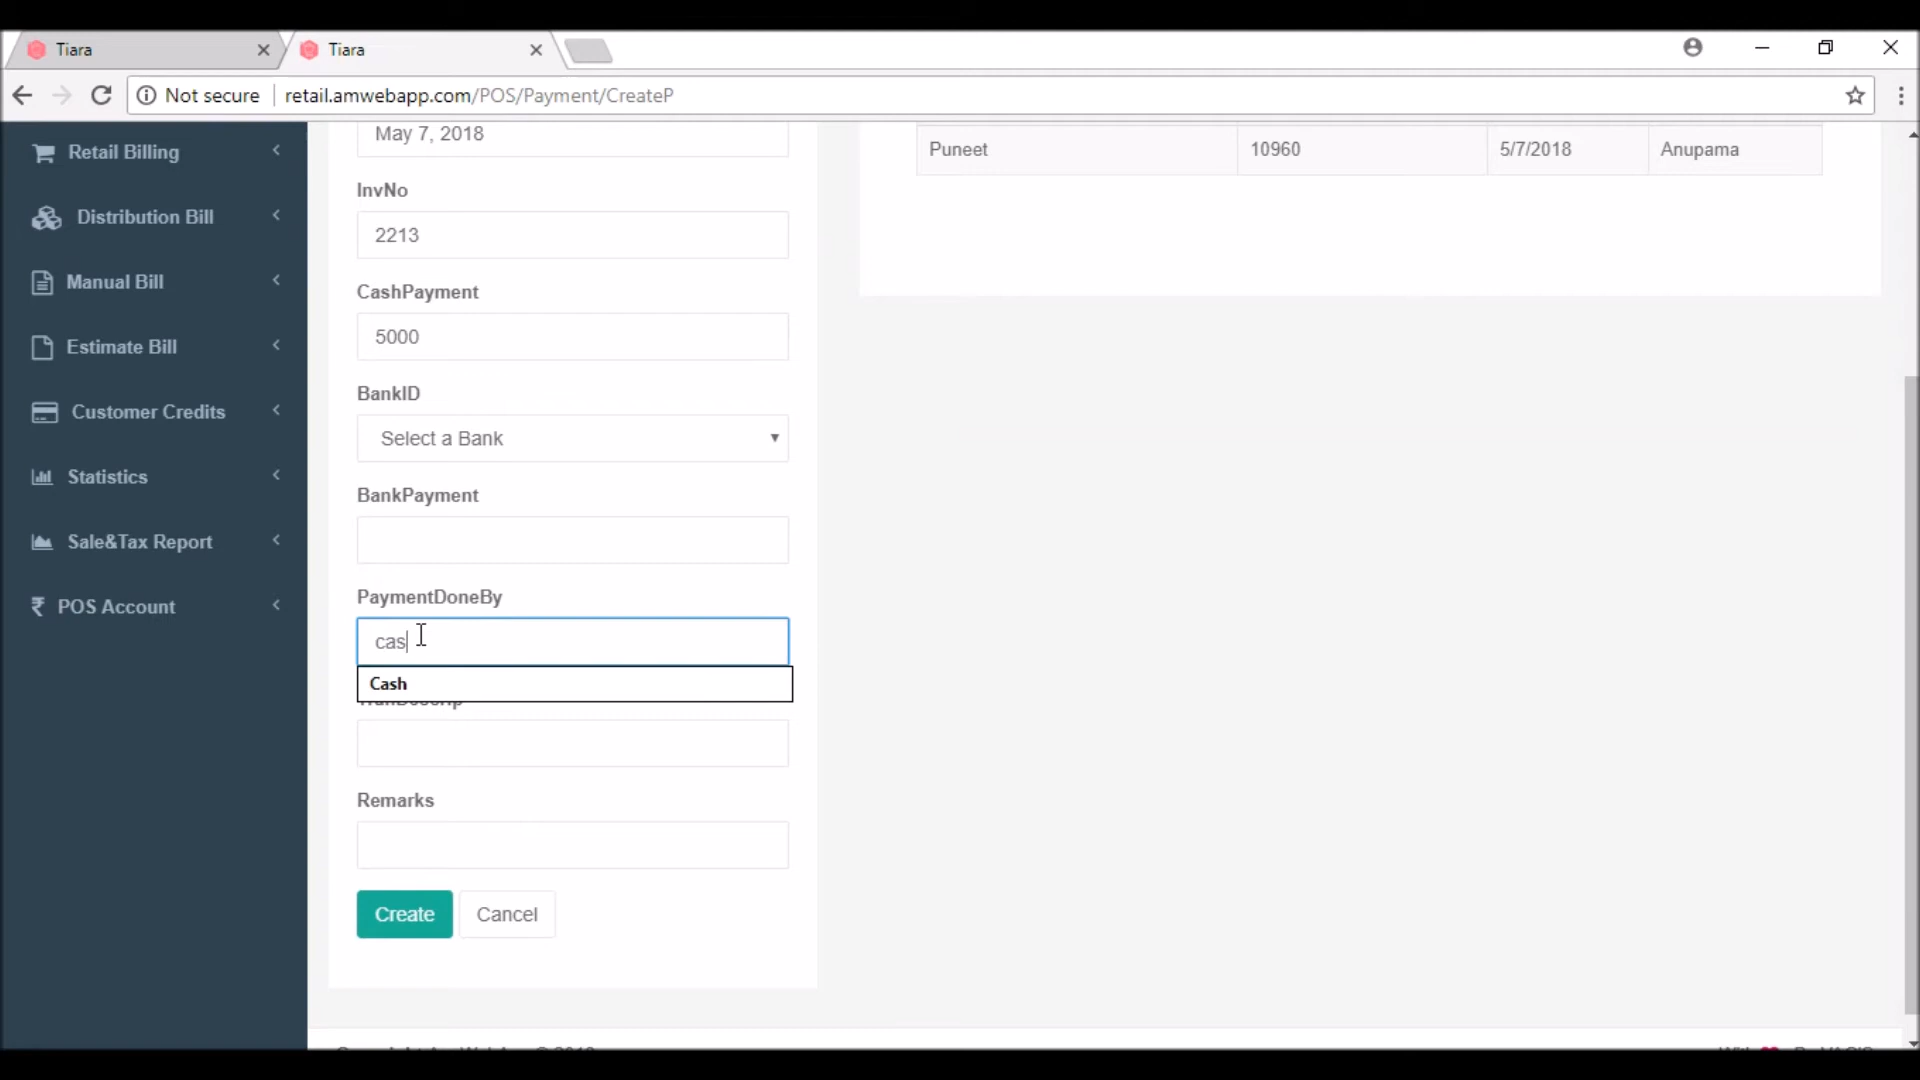 Tiara
Tiara
Not secure
retail.amwebapp.com/POS/Payment/CreateP
Retail Billing
Distribution Bill
Manual Bill
Estimate Bill
Customer Credits
Statistics
Sale&Tax Report
POS Account
May 7, 2018
InvNo
2213
CashPayment
5000
BankID
Select a Bank
BankPayment
PaymentDoneBy
cas
Cash
Remarks
Create Cancel
Puneet 10960 5/7/2018 Anupama